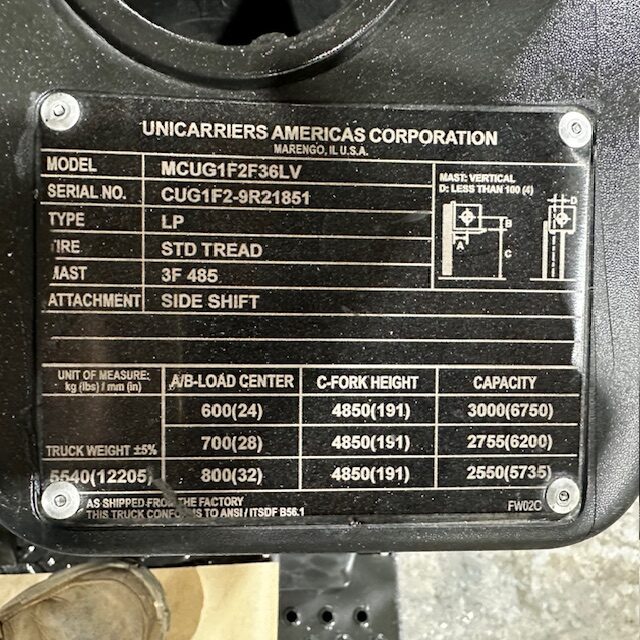 UNICARRIERS AMERICAS CORPORATION
MARENGO, IL U.S.A.
MODEL MCUG1F2F36LV
SERIAL NO. CUG1F2-9R21851
TYPE LP
TIRE STD TREAD
MAST 3F 485
ATTACHMENT SIDE SHIFT
MAST: VERTICAL
D: LESS THAN 100 (4)
D
B
A
C
UNIT OF MEASURE: kg (lbs) / mm (in) A/B-LOAD CENTER C-FORK HEIGHT CAPACITY
600(24) 4850(191) 3000(6750)
TRUCK WEIGHT ±5% 700(28) 4850(191) 2755(6200)
5540(12205) 800(32) 4850(191) 2550(5735)
AS SHIPPED FROM THE FACTORY
THIS TRUCK CONFORMS TO ANSI / ITSDF B56.1
FW02C